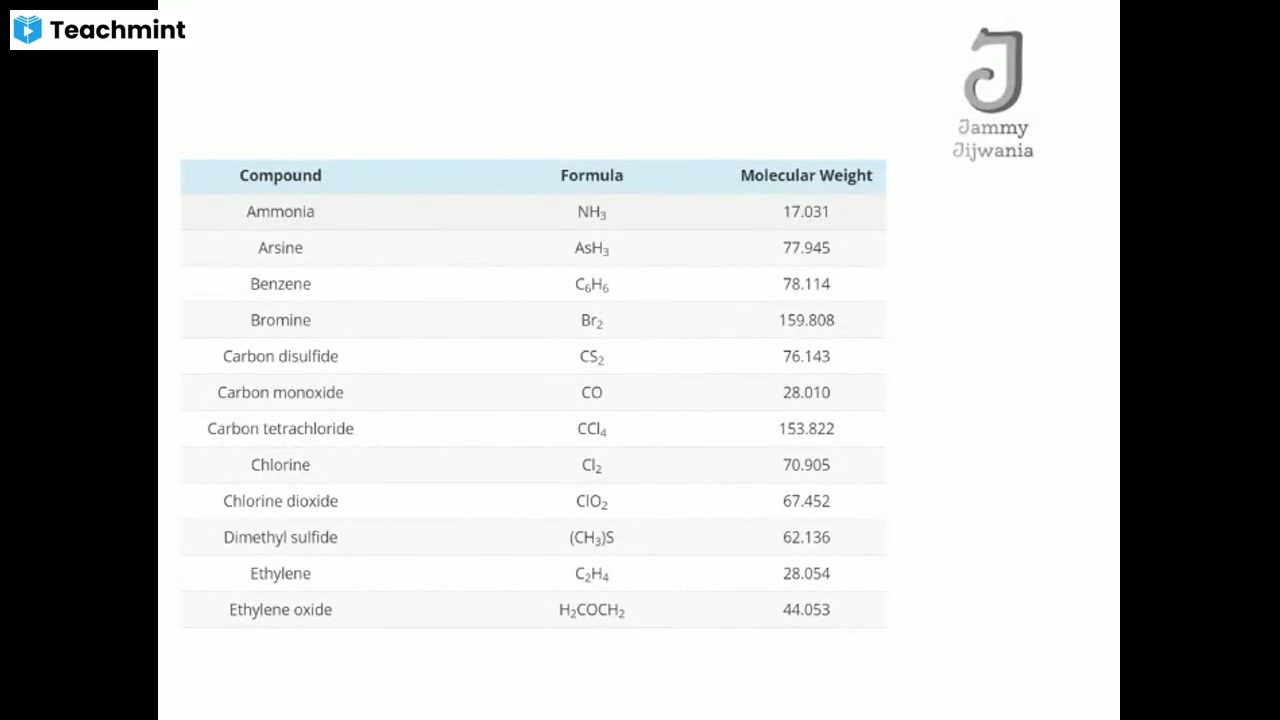 Teachmint
Jammy
Jijwania
Compound Formula Molecular Weight
Ammonia NH₃ 17.031
Arsine AsH₃ 77.945
Benzene C₆H₆ 78.114
Bromine Br₂ 159.808
Carbon disulfide CS₂ 76.143
Carbon monoxide CO 28.010
Carbon tetrachloride CCl₄ 153.822
Chlorine Cl₂ 70.905
Chlorine dioxide ClO₂ 67.452
Dimethyl sulfide (CH₃)S 62.136
Ethylene C₂H₄ 28.054
Ethylene oxide H₂COCH₂ 44.053